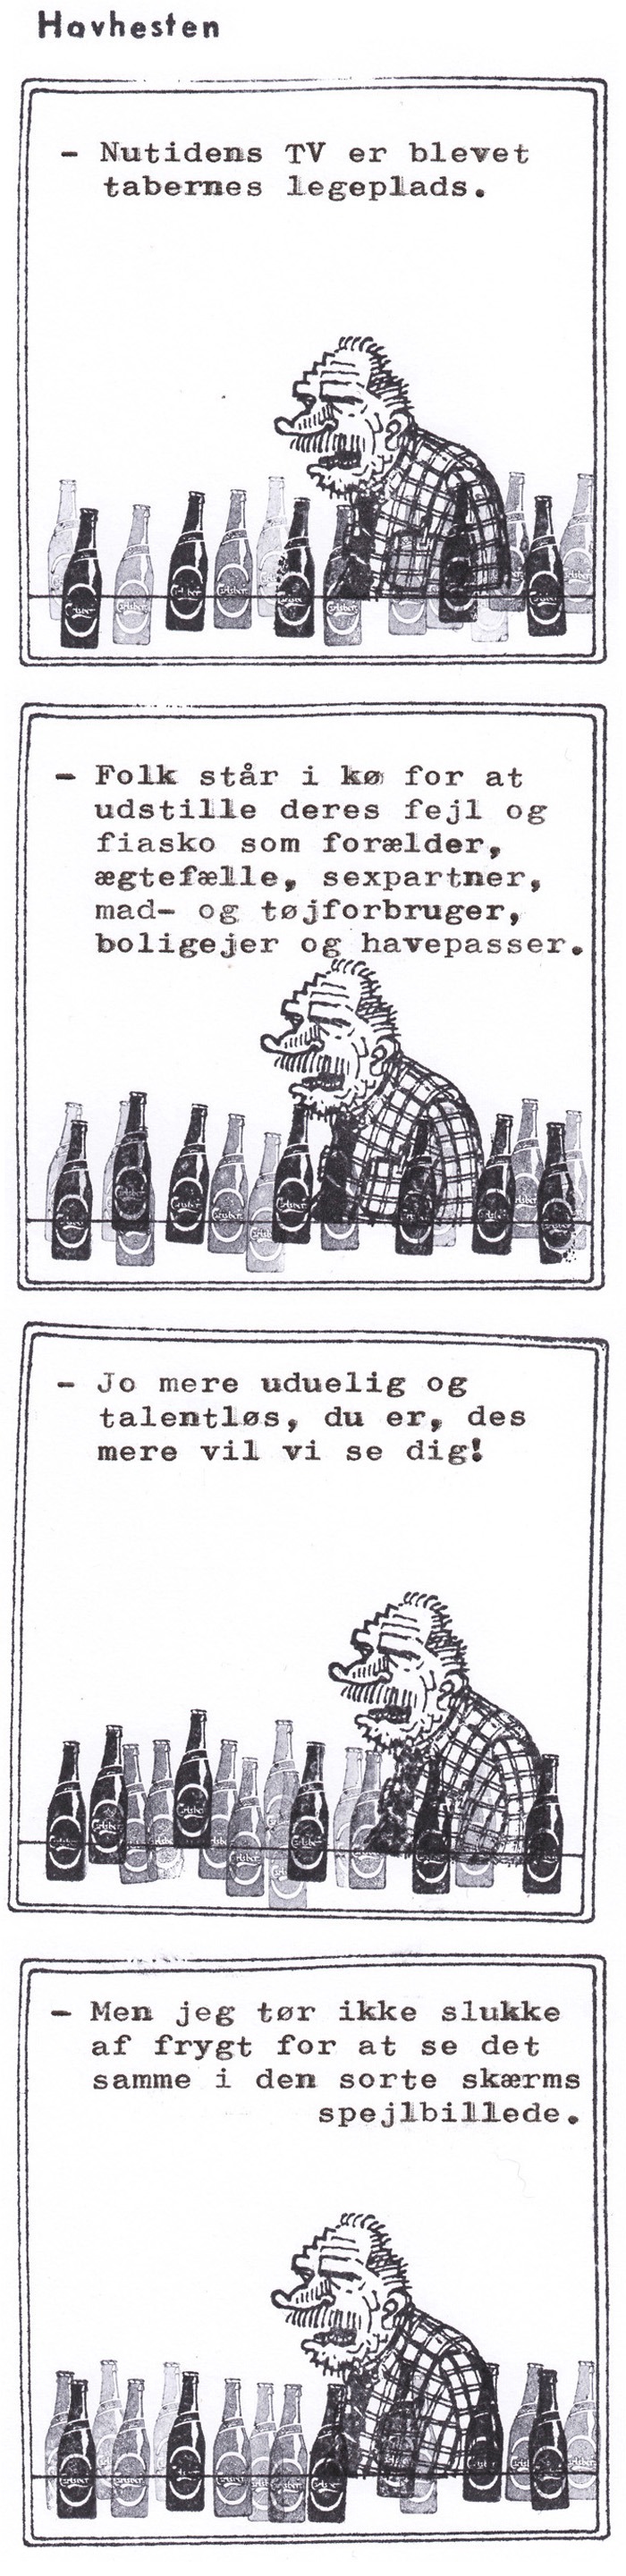 Havhesten
- Nutidens TV er blevet
tabernes legeplads.
- Folk står i kø for at
udstille deres fejl og
fiasko som forælder,
ægtefælle, sexpartner,
mad- og tøjforbruger,
boligejer og havepasser.
- Jo mere uduelig og
talentløs, du er, des
mere vil vi se dig!
- Men jeg tør ikke slukke
af frygt for at se det
samme i den sorte skærms
spejlbillede.